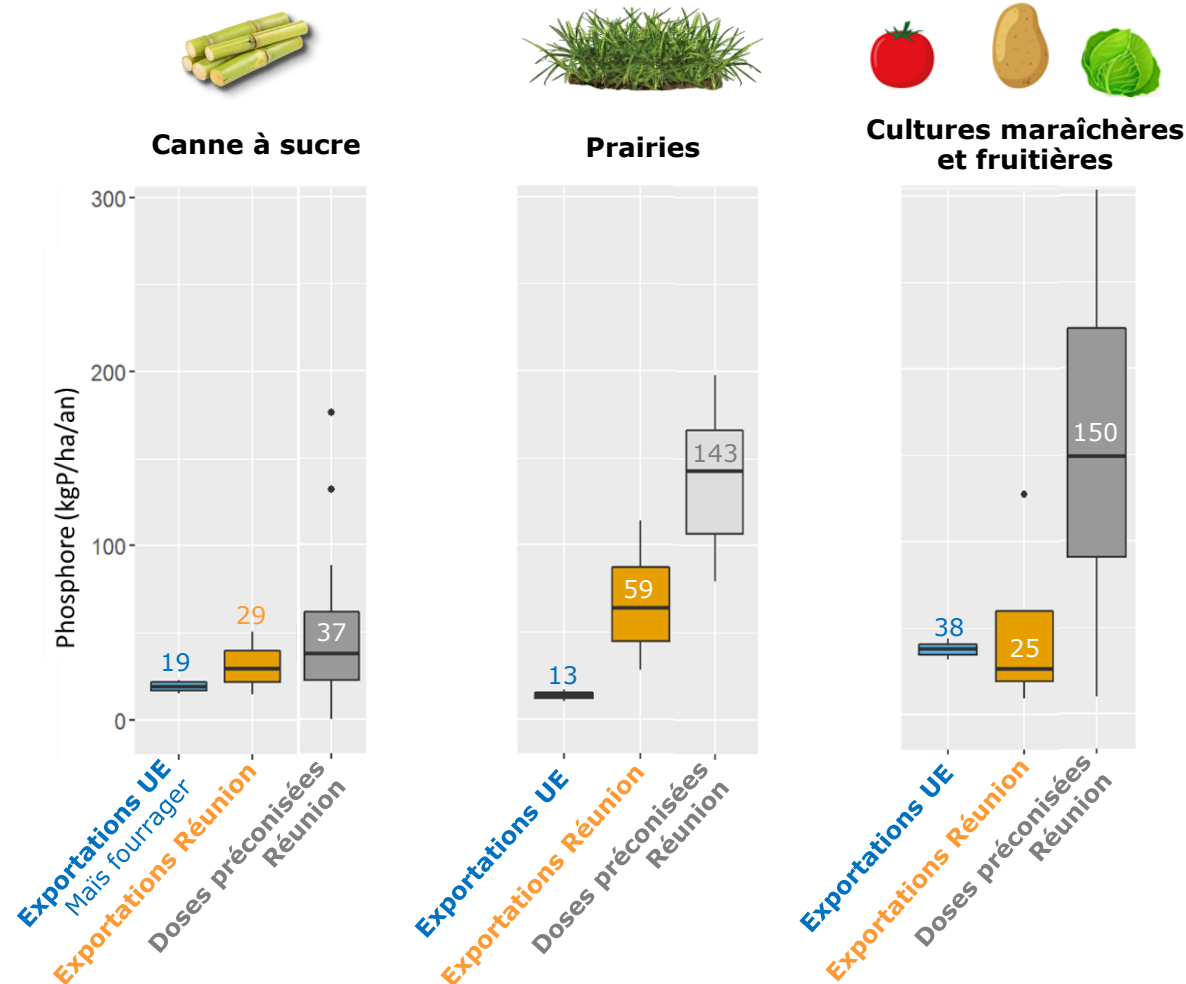 Canne à sucre
Prairies
Cultures maraîchères
et fruitières
Phosphore (kgP/ha/an)
300
200
100
0
19
29
37
13
59
143
38
25
150
Exportations UE
Maïs fourrager
Exportations Réunion
Doses préconisées
Réunion
Exportations UE
Exportations Réunion
Doses préconisées
Réunion
Exportations UE
Exportations Réunion
Doses préconisées
Réunion